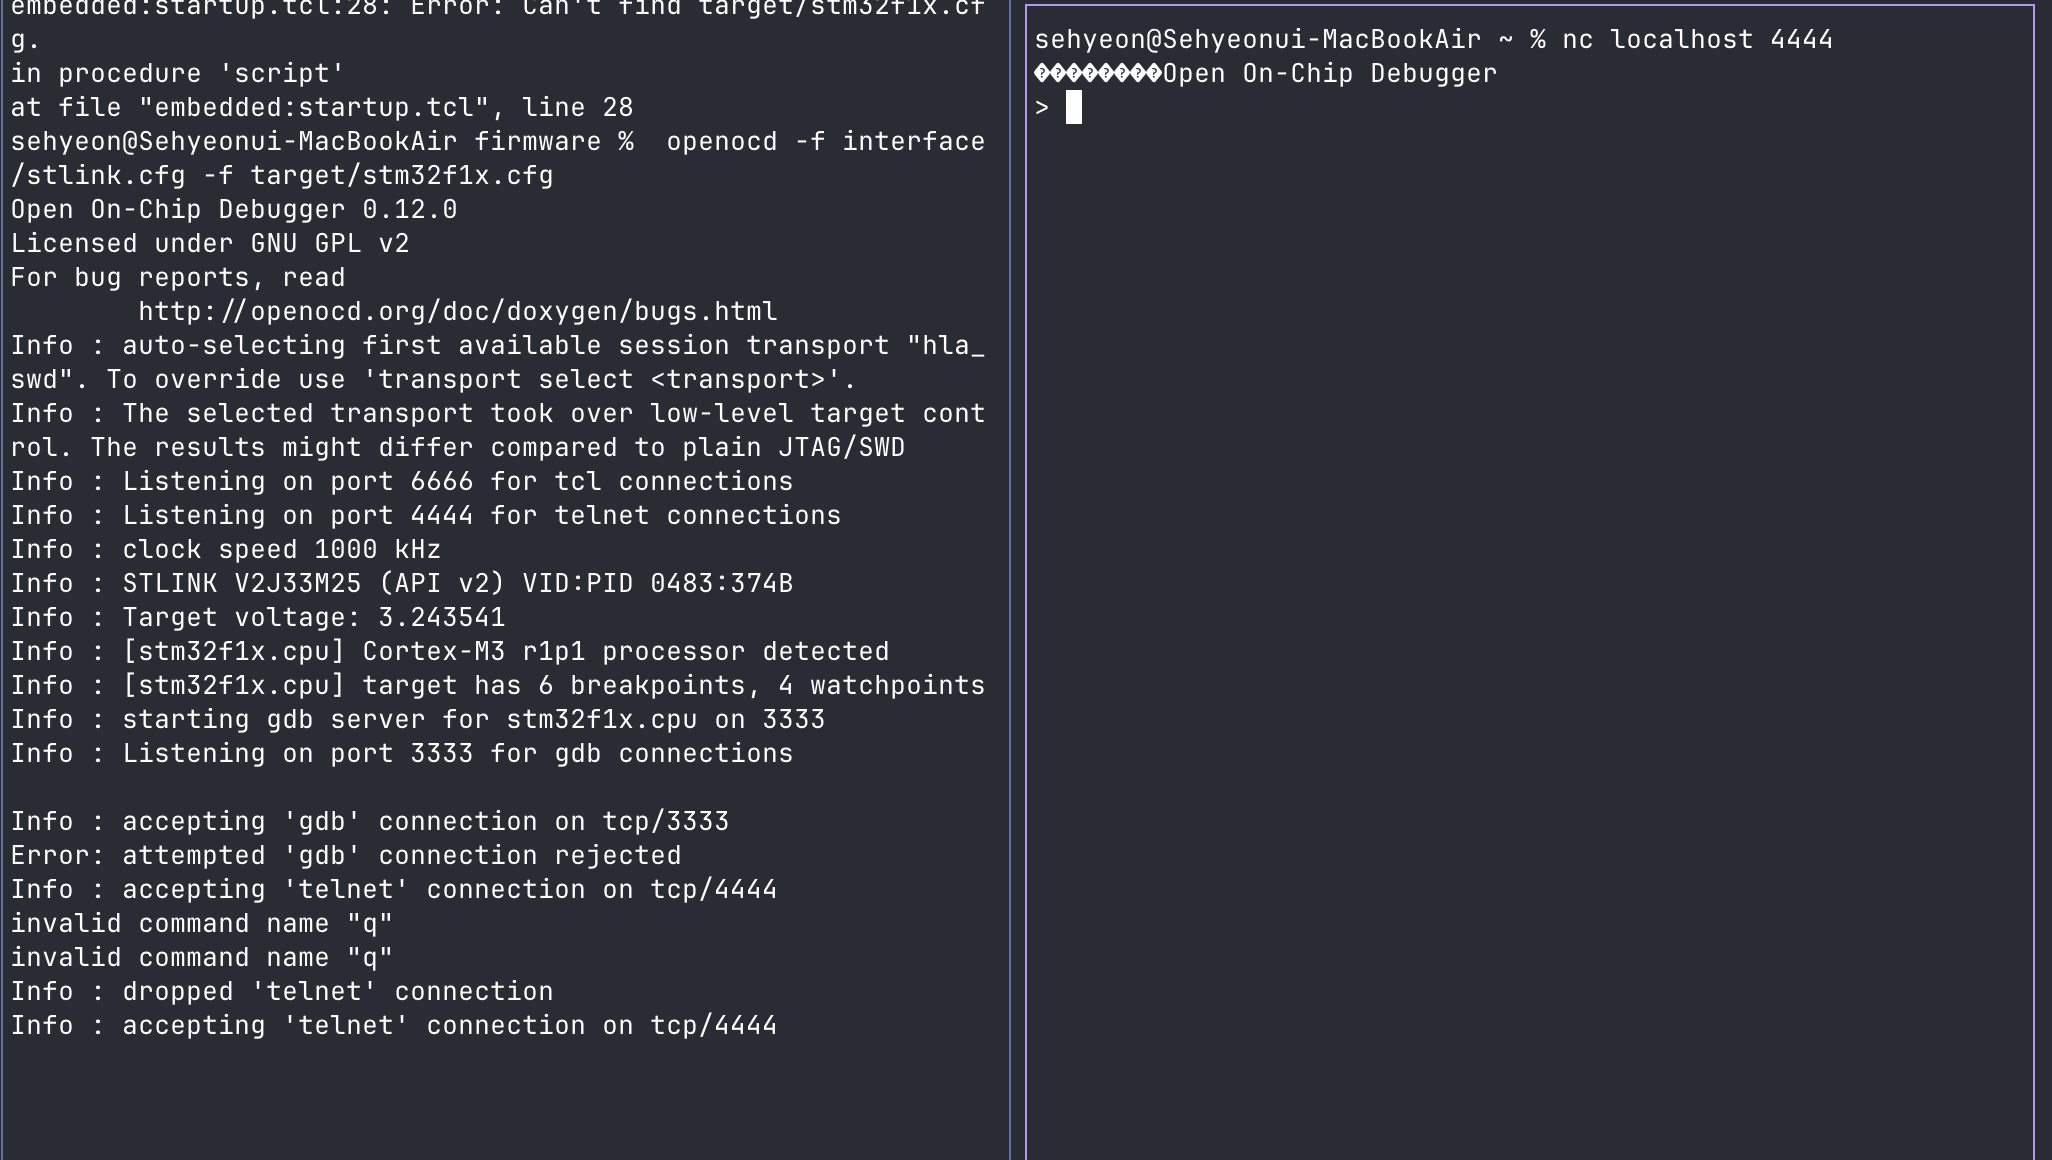 embedded:startup.tcl:28: Error: Can't find target/stm32f1x.cf
g.
in procedure 'script'
at file "embedded:startup.tcl", line 28
sehyeon@Sehyeonui-MacBookAir firmware %  openocd -f interface
/stlink.cfg -f target/stm32f1x.cfg
Open On-Chip Debugger 0.12.0
Licensed under GNU GPL v2
For bug reports, read
        http://openocd.org/doc/doxygen/bugs.html
Info : auto-selecting first available session transport "hla_
swd". To override use 'transport select <transport>'.
Info : The selected transport took over low-level target cont
rol. The results might differ compared to plain JTAG/SWD
Info : Listening on port 6666 for tcl connections
Info : Listening on port 4444 for telnet connections
Info : clock speed 1000 kHz
Info : STLINK V2J33M25 (API v2) VID:PID 0483:374B
Info : Target voltage: 3.243541
Info : [stm32f1x.cpu] Cortex-M3 r1p1 processor detected
Info : [stm32f1x.cpu] target has 6 breakpoints, 4 watchpoints
Info : starting gdb server for stm32f1x.cpu on 3333
Info : Listening on port 3333 for gdb connections

Info : accepting 'gdb' connection on tcp/3333
Error: attempted 'gdb' connection rejected
Info : accepting 'telnet' connection on tcp/4444
invalid command name "q"
invalid command name "q"
Info : dropped 'telnet' connection
Info : accepting 'telnet' connection on tcp/4444
sehyeon@Sehyeonui-MacBookAir ~ % nc localhost 4444
��������Open On-Chip Debugger
>